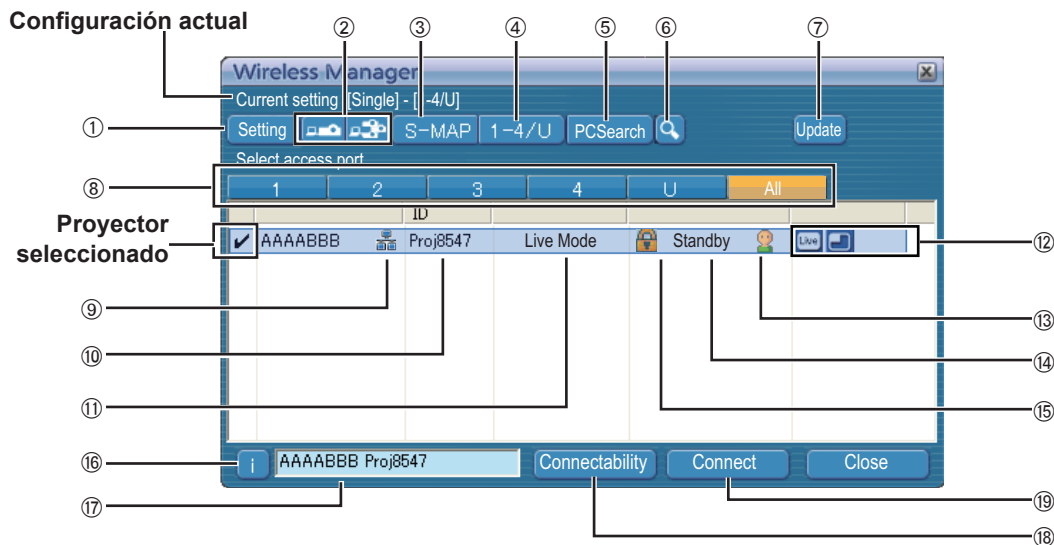 Configuración actual
② ③ ④ ⑤ ⑥ ⑦
Wireless Manager
Current setting [Single] - [1-4/U]
① Setting S-MAP 1-4/U PCSearch Update
Select access port
⑧ 1 2 3 4 U All
ID
Proyector seleccionado
✔ AAAABBB Proj8547 Live Mode Standby Live ⑫
⑨ ⑬
⑩ ⑭
⑪ ⑮
⑯ i AAAABBB Proj8547 Connectability Connect Close
⑰ ⑲
⑱